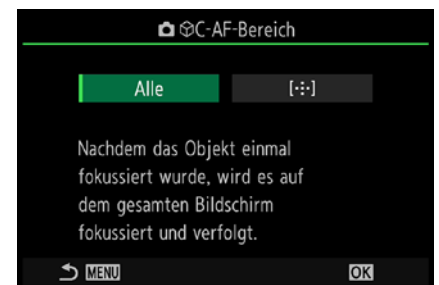 C-AF-Bereich
Alle [·:·:·]
Nachdem das Objekt einmal
fokussiert wurde, wird es auf
dem gesamten Bildschirm
fokussiert und verfolgt.
MENU OK